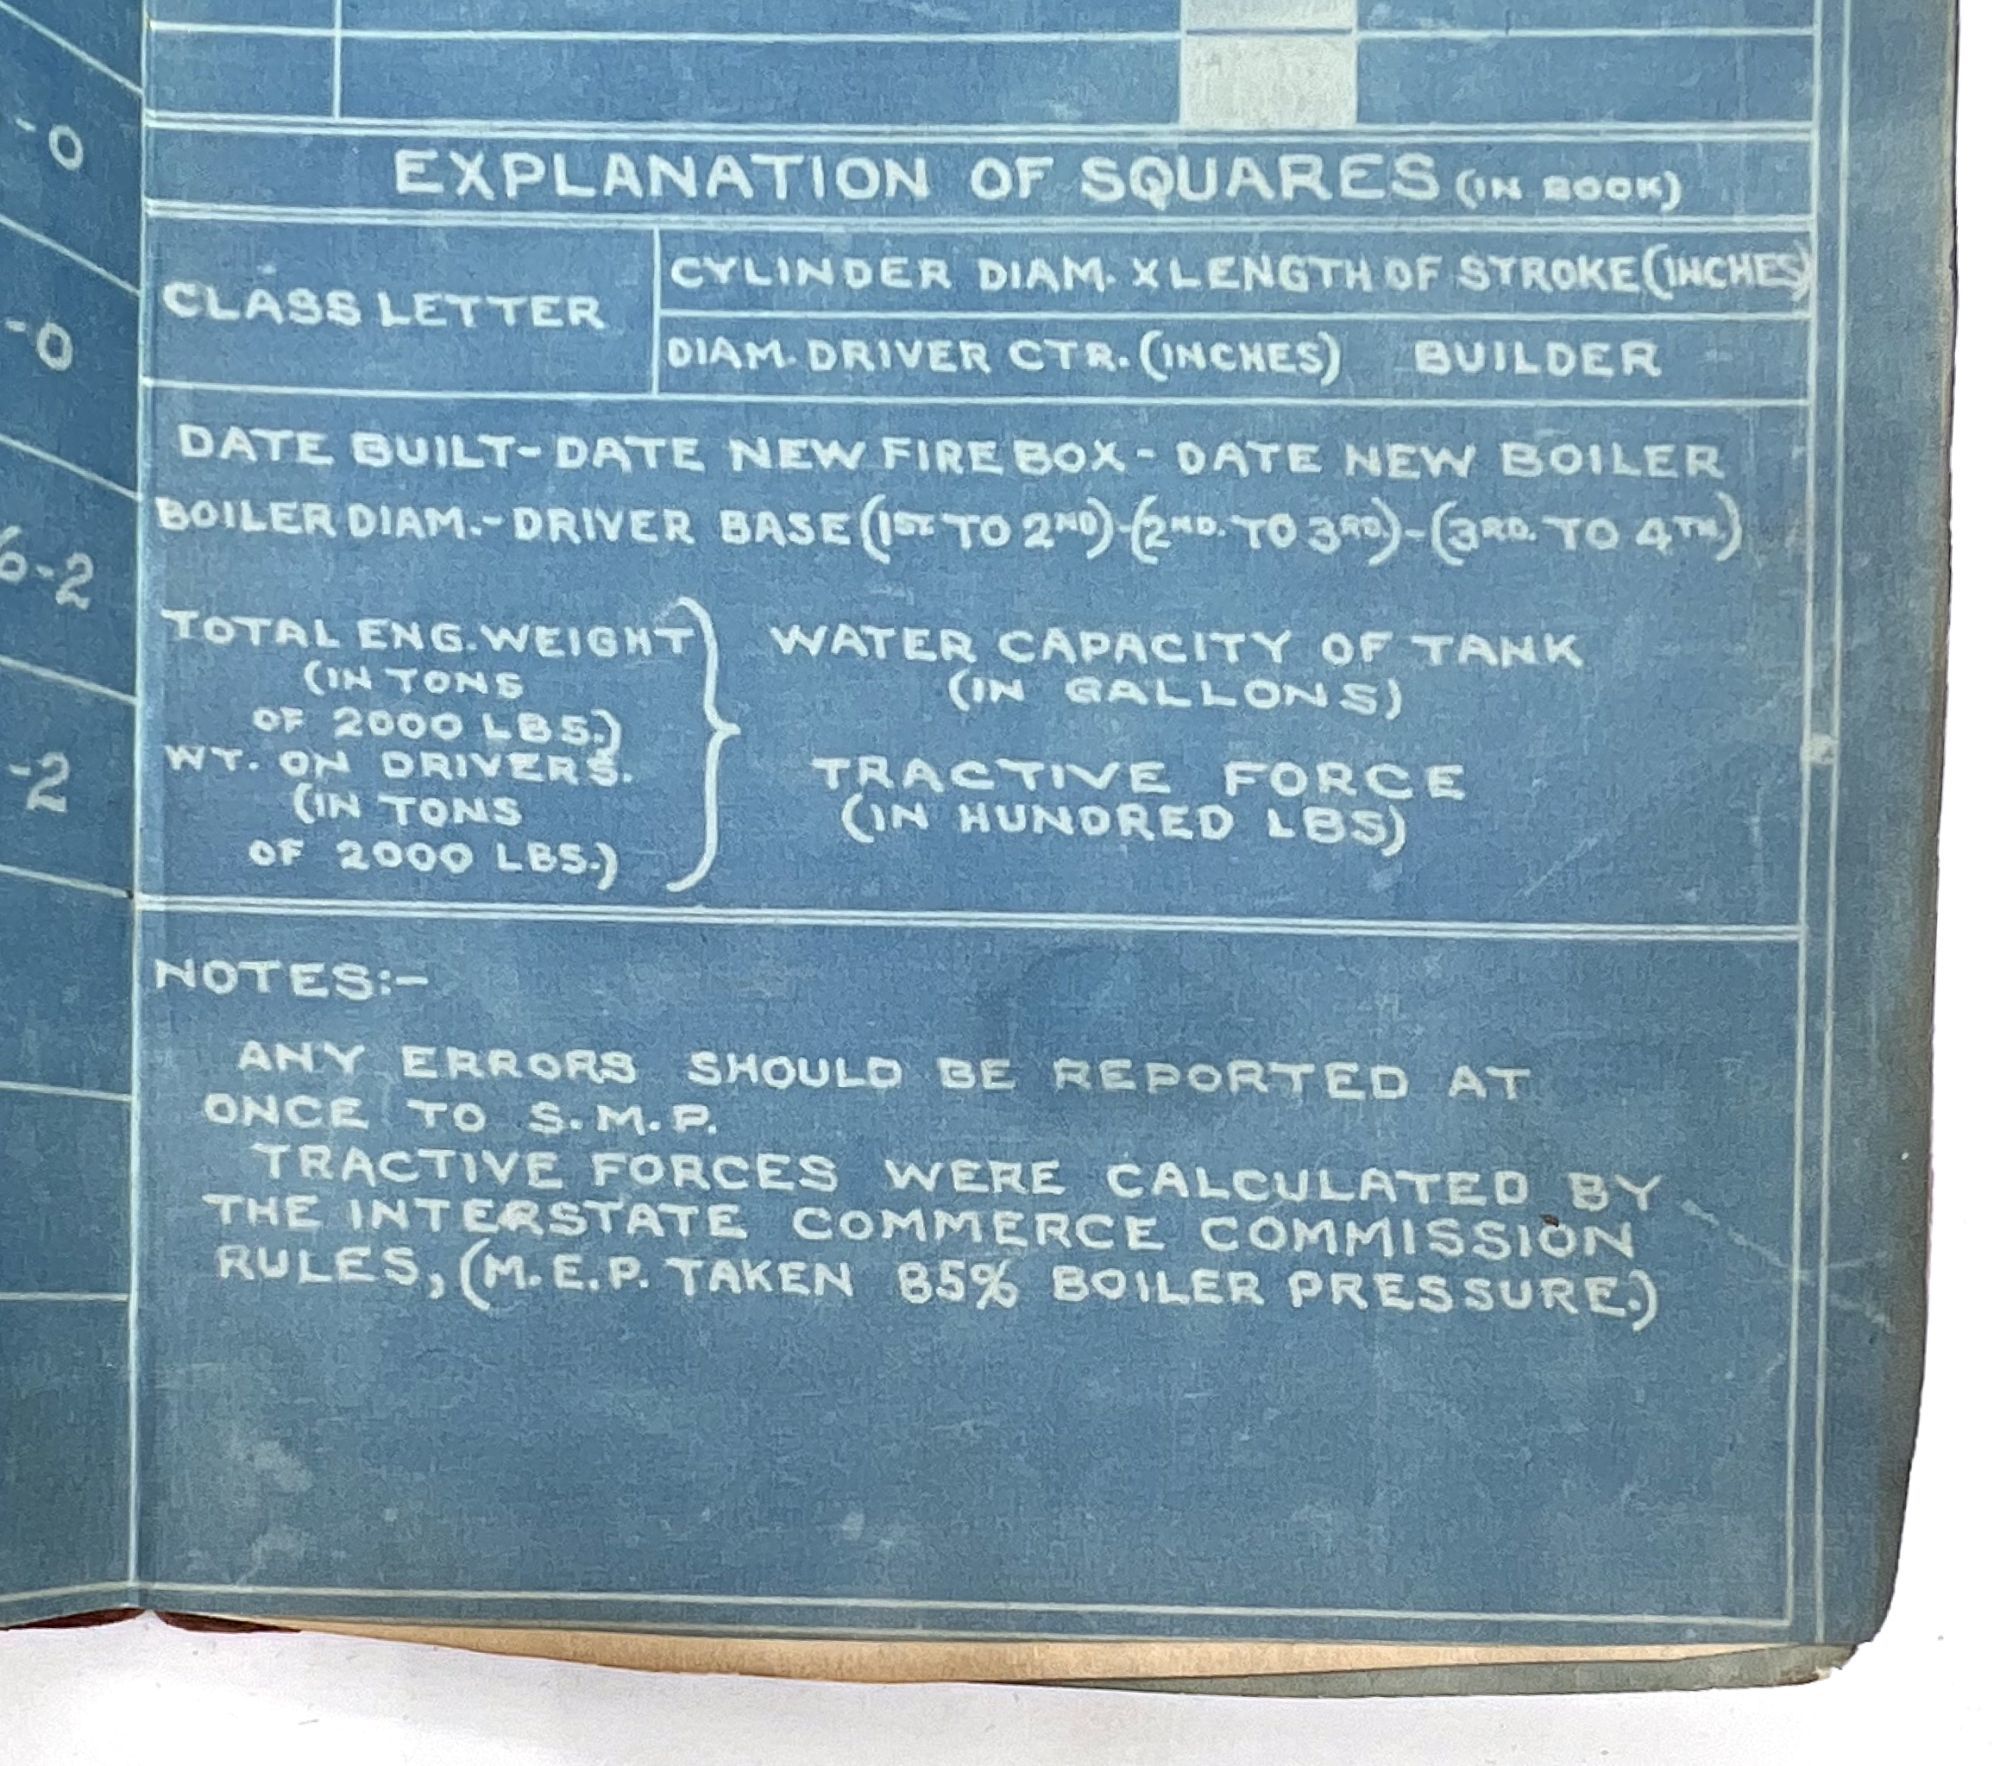 -0
-0
6-2
-2
EXPLANATION OF SQUARES (IN BOOK)
CLASS LETTER
CYLINDER DIAM. X LENGTH OF STROKE (INCHES)
DIAM. DRIVER CTR. (INCHES) BUILDER
DATE BUILT - DATE NEW FIRE BOX - DATE NEW BOILER
BOILER DIAM. - DRIVER BASE (1ST TO 2ND) - (2ND. TO 3RD) - (3RD. TO 4TH)
TOTAL ENG. WEIGHT
(IN TONS
OF 2000 LBS.)
WT. ON DRIVERS.
(IN TONS
OF 2000 LBS.)
WATER CAPACITY OF TANK
(IN GALLONS)
TRACTIVE FORCE
(IN HUNDRED LBS)
NOTES:-
ANY ERRORS SHOULD BE REPORTED AT
ONCE TO S.M.P.
TRACTIVE FORCES WERE CALCULATED BY
THE INTERSTATE COMMERCE COMMISSION
RULES, (M.E.P. TAKEN 85% BOILER PRESSURE.)